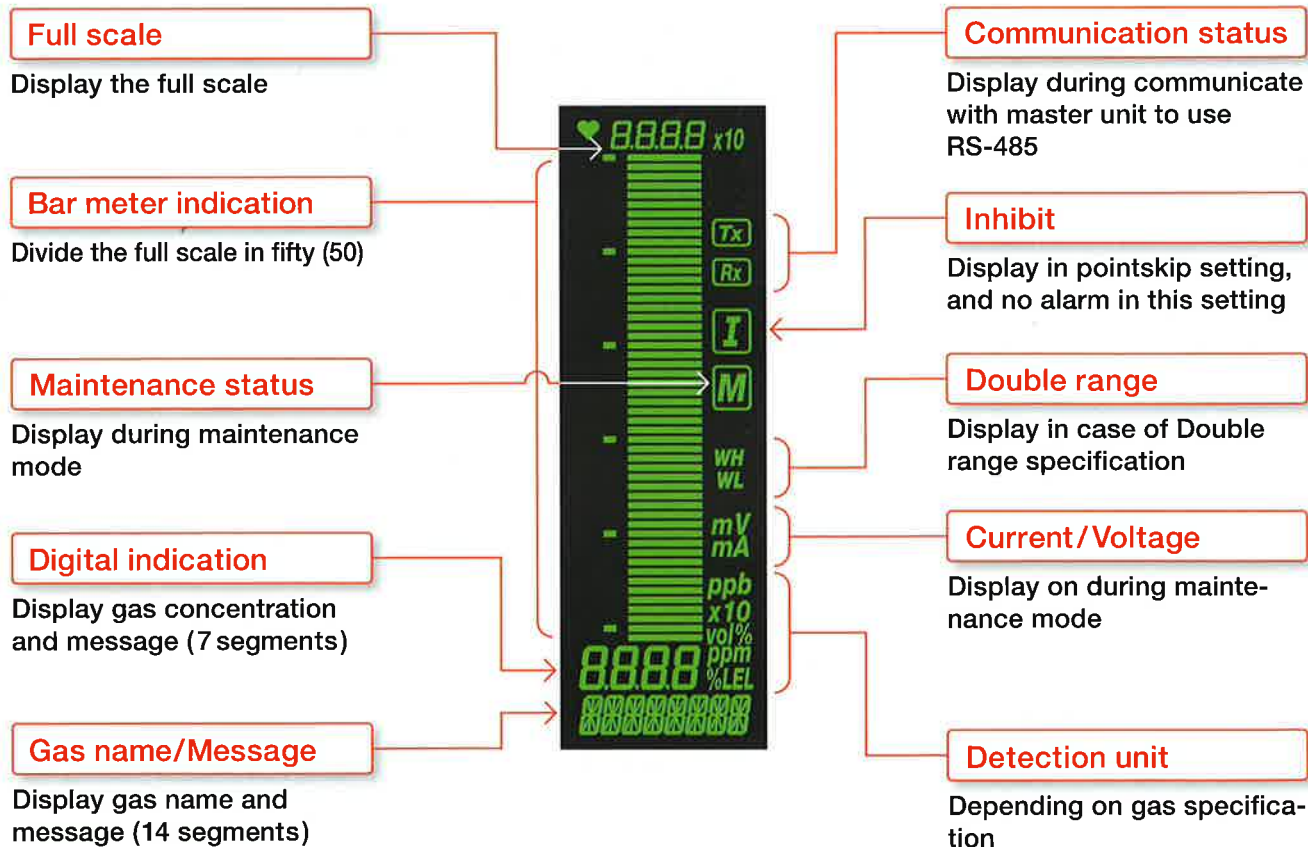 Full scale
Display the full scale
Bar meter indication
Divide the full scale in fifty (50)
Maintenance status
Display during maintenance
mode
Digital indication
Display gas concentration
and message (7 segments)
Gas name/Message
Display gas name and
message (14 segments)
8.8.8.8 x10
Tx
Rx
I
M
WH
WL
mV
mA
ppb
x10
vol%
ppm
8.8.8.8 %LEL
Communication status
Display during communicate
with master unit to use
RS-485
Inhibit
Display in pointskip setting,
and no alarm in this setting
Double range
Display in case of Double
range specification
Current/Voltage
Display on during mainte-
nance mode
Detection unit
Depending on gas specifica-
tion